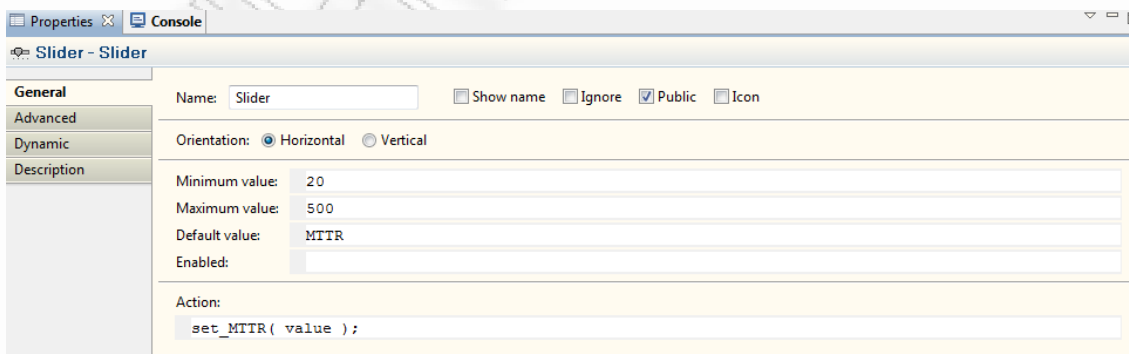 Properties Console
Slider - Slider
General
Advanced
Dynamic
Description
Name: Slider Show name Ignore Public Icon
Orientation: Horizontal Vertical
Minimum value: 20
Maximum value: 500
Default value: MTTR
Enabled:
Action:
set_MTTR( value );